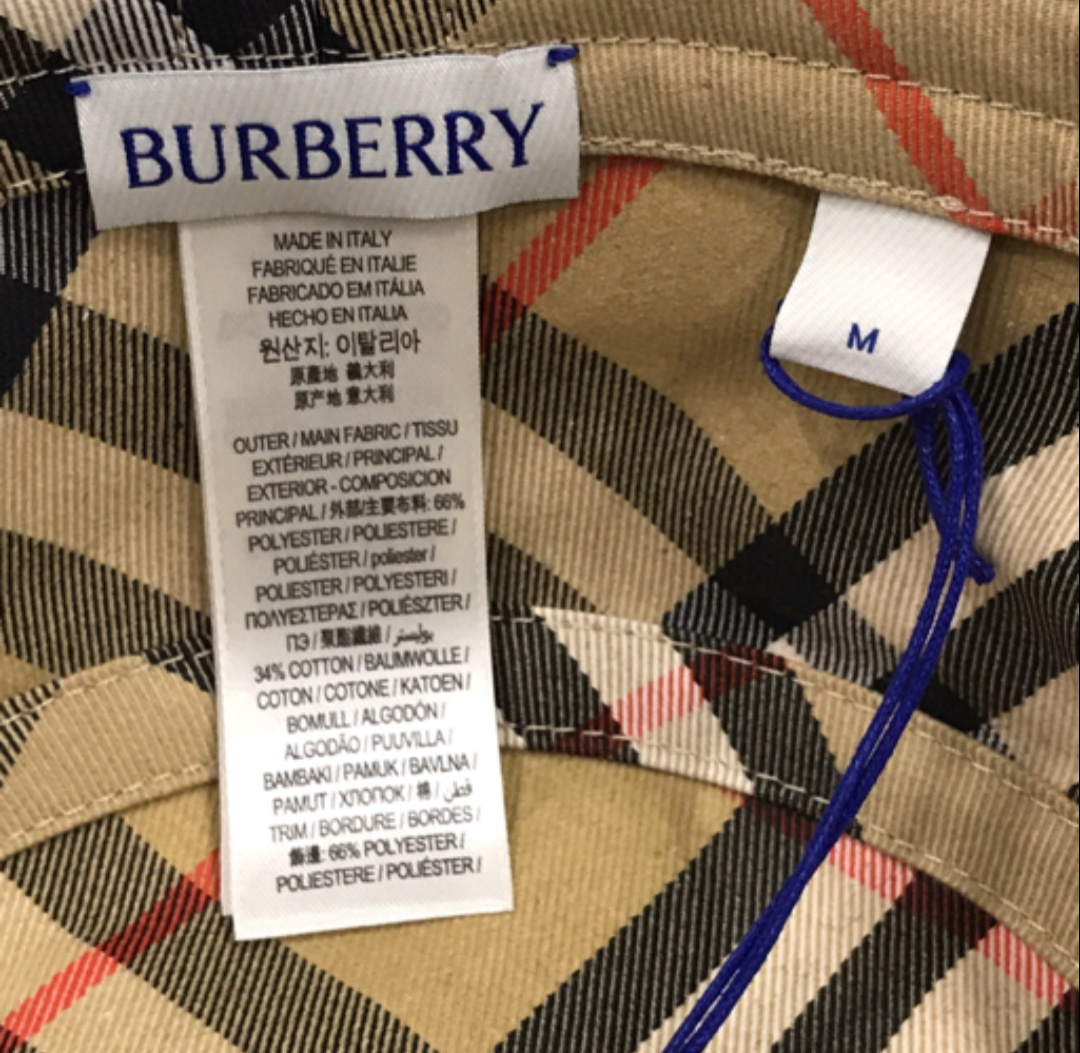 BURBERRY
MADE IN ITALY
FABRIQUÉ EN ITALIE
FABRICADO EM ITÁLIA
HECHO EN ITALIA
원산지: 이탈리아
原產地 義大利
原产地 意大利
OUTER / MAIN FABRIC / TISSU
EXTÉRIEUR / PRINCIPAL /
EXTERIOR - COMPOSICION
PRINCIPAL / 外部/主要布料: 66%
POLYESTER / POLIESTERE /
POLIÉSTER / poliester /
POLIESTER / POLYESTERI /
ΠΟΛΥΕΣΤΕΡΑΣ / POLIÉSZTER /
ПЭ / 聚酯纖維 / بوليستر
34% COTTON / BAUMWOLLE /
COTON / COTONE / KATOEN /
BOMULL / ALGODÓN /
ALGODÃO / PUUVILLA /
BAMBAKI / PAMUK / BAVLNA /
PAMUT / ХЛОПОК / 棉 / قطن
TRIM / BORDURE / BORDES /
飾邊: 66% POLYESTER /
POLIESTERE / POLIÉSTER /
M